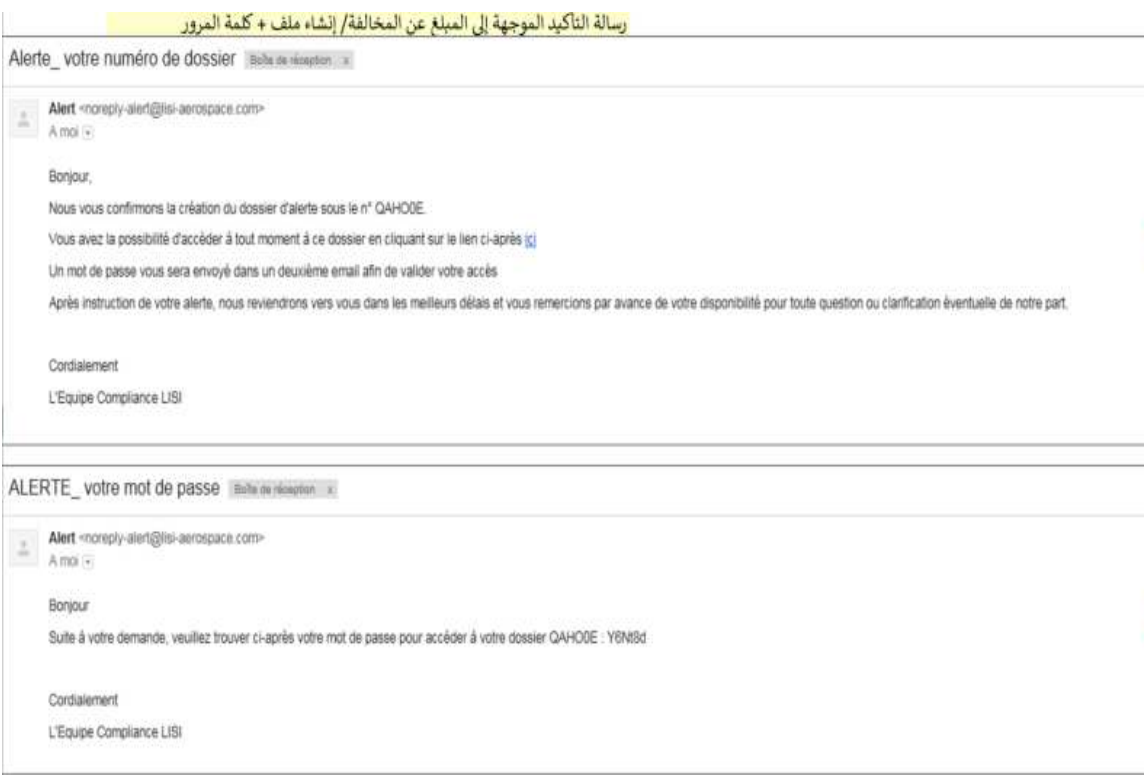 رسالة التأكيد الموجهة إلى المبلغ عن المخالفة/ إنشاء ملف + كلمة المرور
Alerte_ votre numéro de dossier Boîte de réception x
Alert <noreply-alert@lisi-aerospace.com>
A moi
Bonjour,
Nous vous confirmons la création du dossier d'alerte sous le n° QAHO0E.
Vous avez la possibilité d'accéder à tout moment à ce dossier en cliquant sur le lien ci-après ici
Un mot de passe vous sera envoyé dans un deuxième email afin de valider votre accès
Après instruction de votre alerte, nous reviendrons vers vous dans les meilleurs délais et vous remercions par avance de votre disponibilité pour toute question ou clarification éventuelle de notre part.
Cordialement
L'Equipe Compliance LISI
ALERTE_ votre mot de passe Boîte de réception x
Alert <noreply-alert@lisi-aerospace.com>
A moi
Bonjour
Suite à votre demande, veuillez trouver ci-après votre mot de passe pour accéder à votre dossier QAHO0E : Y6Nt8d
Cordialement
L'Equipe Compliance LISI